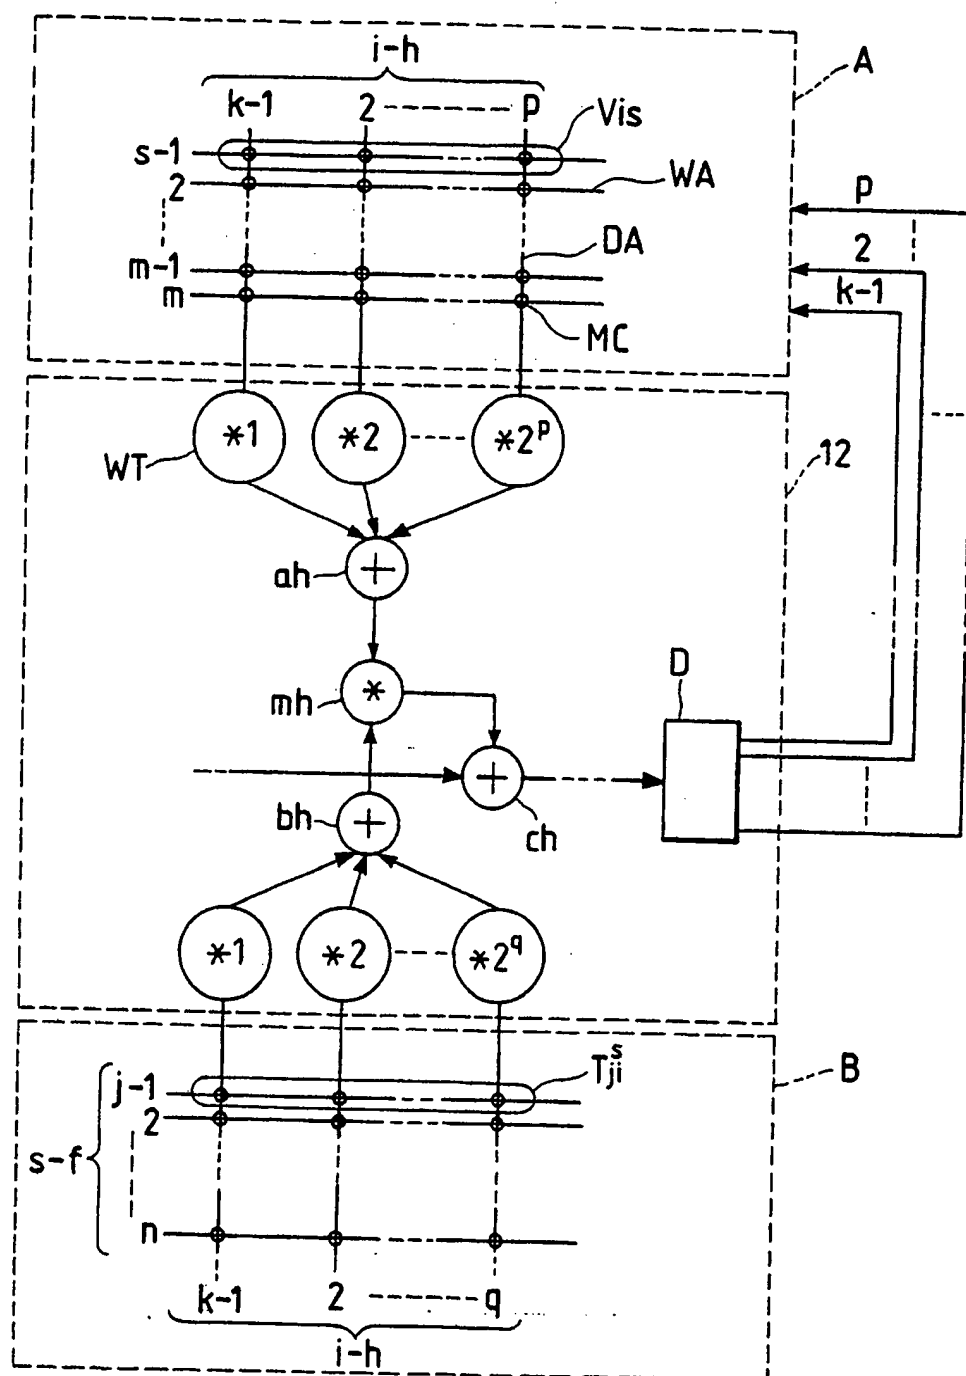 i-h
A
k-1 2 p
Vis
s-1
WA
2
p
DA
m-1
2
m
k-1
MC
*1 *2 *2^p
12
WT
+
ah
D
*
mh
+
bh
+
ch
*1 *2 *2^q
T_ji^s
B
j-1
2
s-f
n
k-1 2 q
i-h